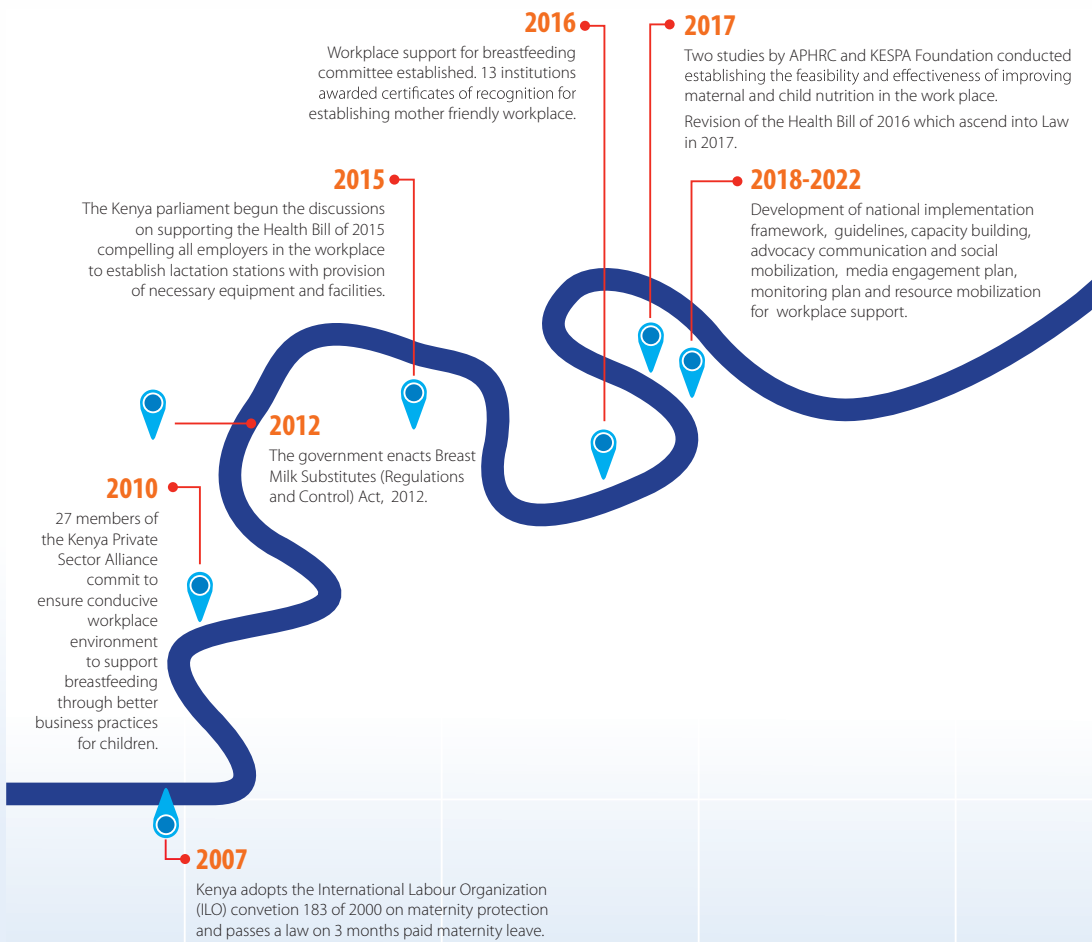 2016
Workplace support for breastfeeding
committee established. 13 institutions
awarded certificates of recognition for
establishing mother friendly workplace.
2017
Two studies by APHRC and KESPA Foundation conducted
establishing the feasibility and effectiveness of improving
maternal and child nutrition in the work place.
Revision of the Health Bill of 2016 which ascend into Law
in 2017.
2015
The Kenya parliament begun the discussions
on supporting the Health Bill of 2015
compelling all employers in the workplace
to establish lactation stations with provision
of necessary equipment and facilities.
2018-2022
Development of national implementation
framework, guidelines, capacity building,
advocacy communication and social
mobilization, media engagement plan,
monitoring plan and resource mobilization
for workplace support.
2012
The government enacts Breast
Milk Substitutes (Regulations
and Control) Act, 2012.
2010
27 members of
the Kenya Private
Sector Alliance
commit to
ensure conducive
workplace
environment
to support
breastfeeding
through better
business practices
for children.
2007
Kenya adopts the International Labour Organization
(ILO) convetion 183 of 2000 on maternity protection
and passes a law on 3 months paid maternity leave.